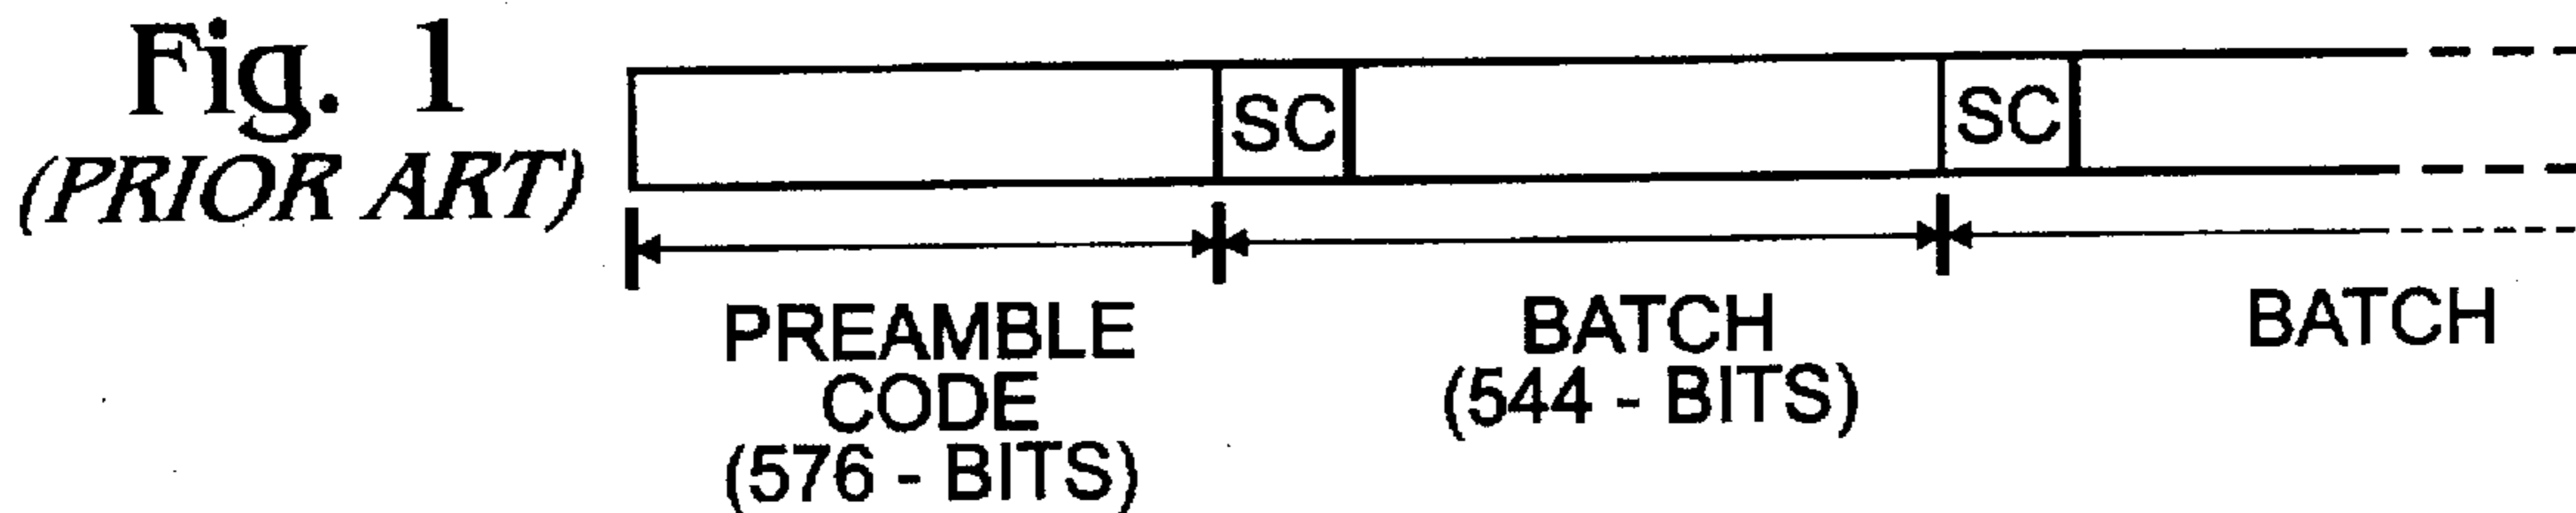 Fig. 1
(PRIOR ART)
SC
SC
PREAMBLE
CODE
(576 - BITS)
BATCH
(544 - BITS)
BATCH